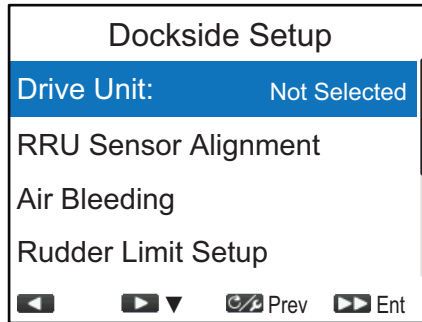 Dockside Setup
Drive Unit: Not Selected
RRU Sensor Alignment
Air Bleeding
Rudder Limit Setup
Prev Ent